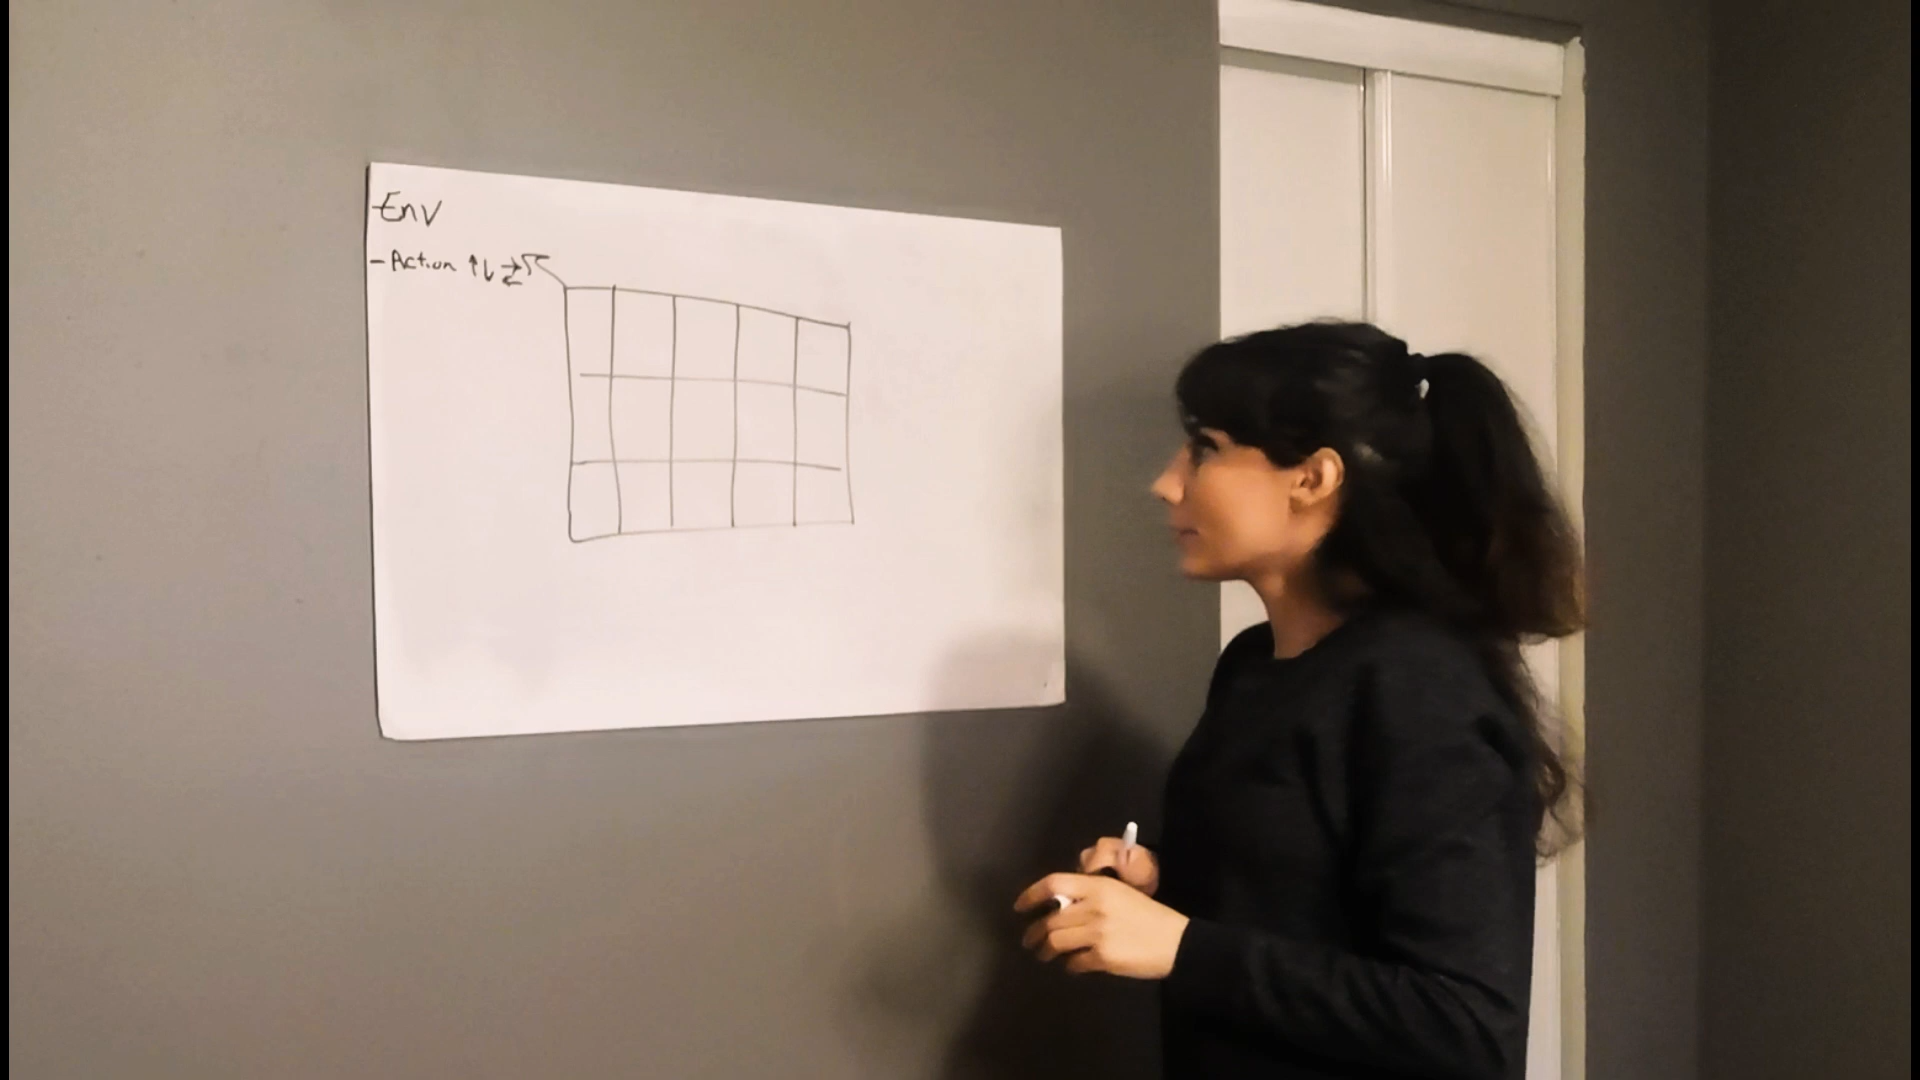 Env
- Action ↑↓⇄